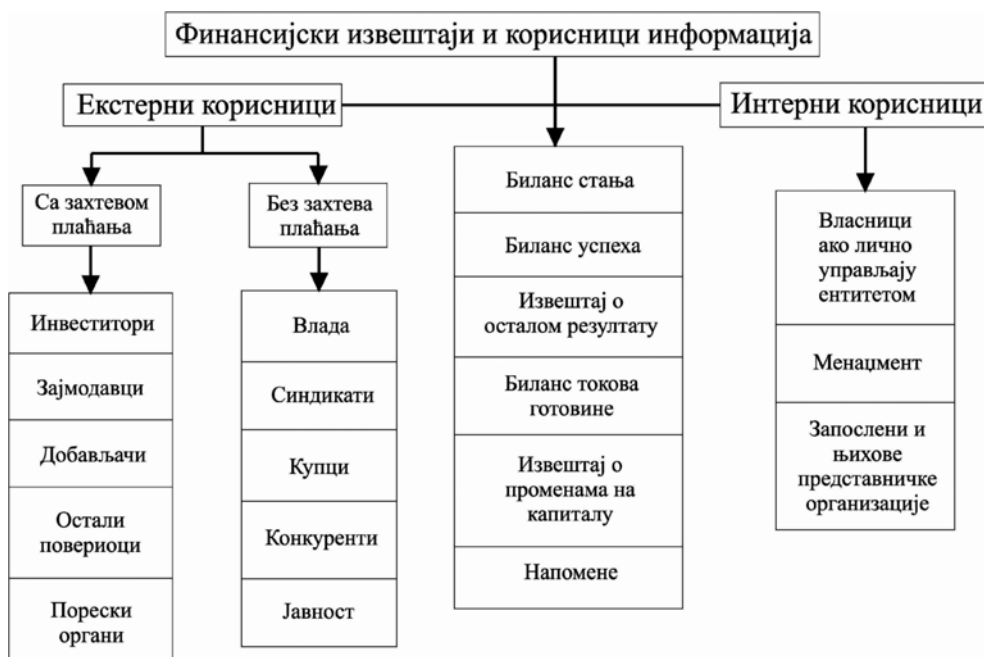 Финансијски извештаји и корисници информација
Екстерни корисници
Интерни корисници
Са захтевом
плаћања
Без захтева
плаћања
Инвеститори
Зајмодавци
Добављачи
Остали
повериоци
Порески
органи
Влада
Синдикати
Купци
Конкуренти
Јавност
Биланс стања
Биланс успеха
Извештај о
осталом резултату
Биланс токова
готовине
Извештај о
променама на
капиталу
Напомене
Власници
ако лично
управљају
ентитетом
Менаџмент
Запослени и
њихове
представничке
организације